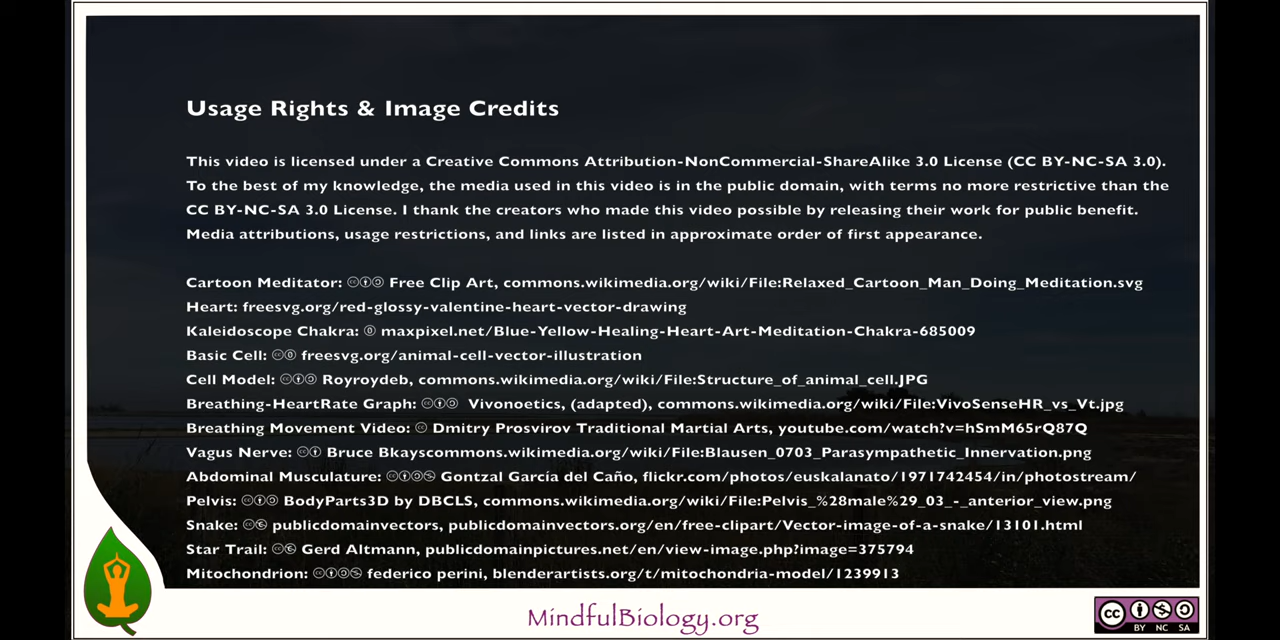 Usage Rights & Image Credits
This video is licensed under a Creative Commons Attribution-NonCommercial-ShareAlike 3.0 License (CC BY-NC-SA 3.0).
To the best of my knowledge, the media used in this video is in the public domain, with terms no more restrictive than the
CC BY-NC-SA 3.0 License. I thank the creators who made this video possible by releasing their work for public benefit.
Media attributions, usage restrictions, and links are listed in approximate order of first appearance.
Cartoon Meditator: Free Clip Art, commons.wikimedia.org/wiki/File:Relaxed_Cartoon_Man_Doing_Meditation.svg
Heart: freesvg.org/red-glossy-valentine-heart-vector-drawing
Kaleidoscope Chakra: maxpixel.net/Blue-Yellow-Healing-Heart-Art-Meditation-Chakra-685009
Basic Cell: freesvg.org/animal-cell-vector-illustration
Cell Model: Royroydeb, commons.wikimedia.org/wiki/File:Structure_of_animal_cell.JPG
Breathing-HeartRate Graph: Vivonoetics, (adapted), commons.wikimedia.org/wiki/File:VivoSenseHR_vs_Vt.jpg
Breathing Movement Video: Dmitry Prosvirov Traditional Martial Arts, youtube.com/watch?v=hSmM65rQ87Q
Vagus Nerve: Bruce Bkayscommons.wikimedia.org/wiki/File:Blausen_0703_Parasympathetic_Innervation.png
Abdominal Musculature: Gontzal García del Caño, flickr.com/photos/euskalanato/1971742454/in/photostream/
Pelvis: BodyParts3D by DBCLS, commons.wikimedia.org/wiki/File:Pelvis_%28male%29_03_-_anterior_view.png
Snake: publicdomainvectors, publicdomainvectors.org/en/free-clipart/Vector-image-of-a-snake/13101.html
Star Trail: Gerd Altmann, publicdomainpictures.net/en/view-image.php?image=375794
Mitochondrion: federico perini, blenderartists.org/t/mitochondria-model/1239913
MindfulBiology.org
cc BY NC SA